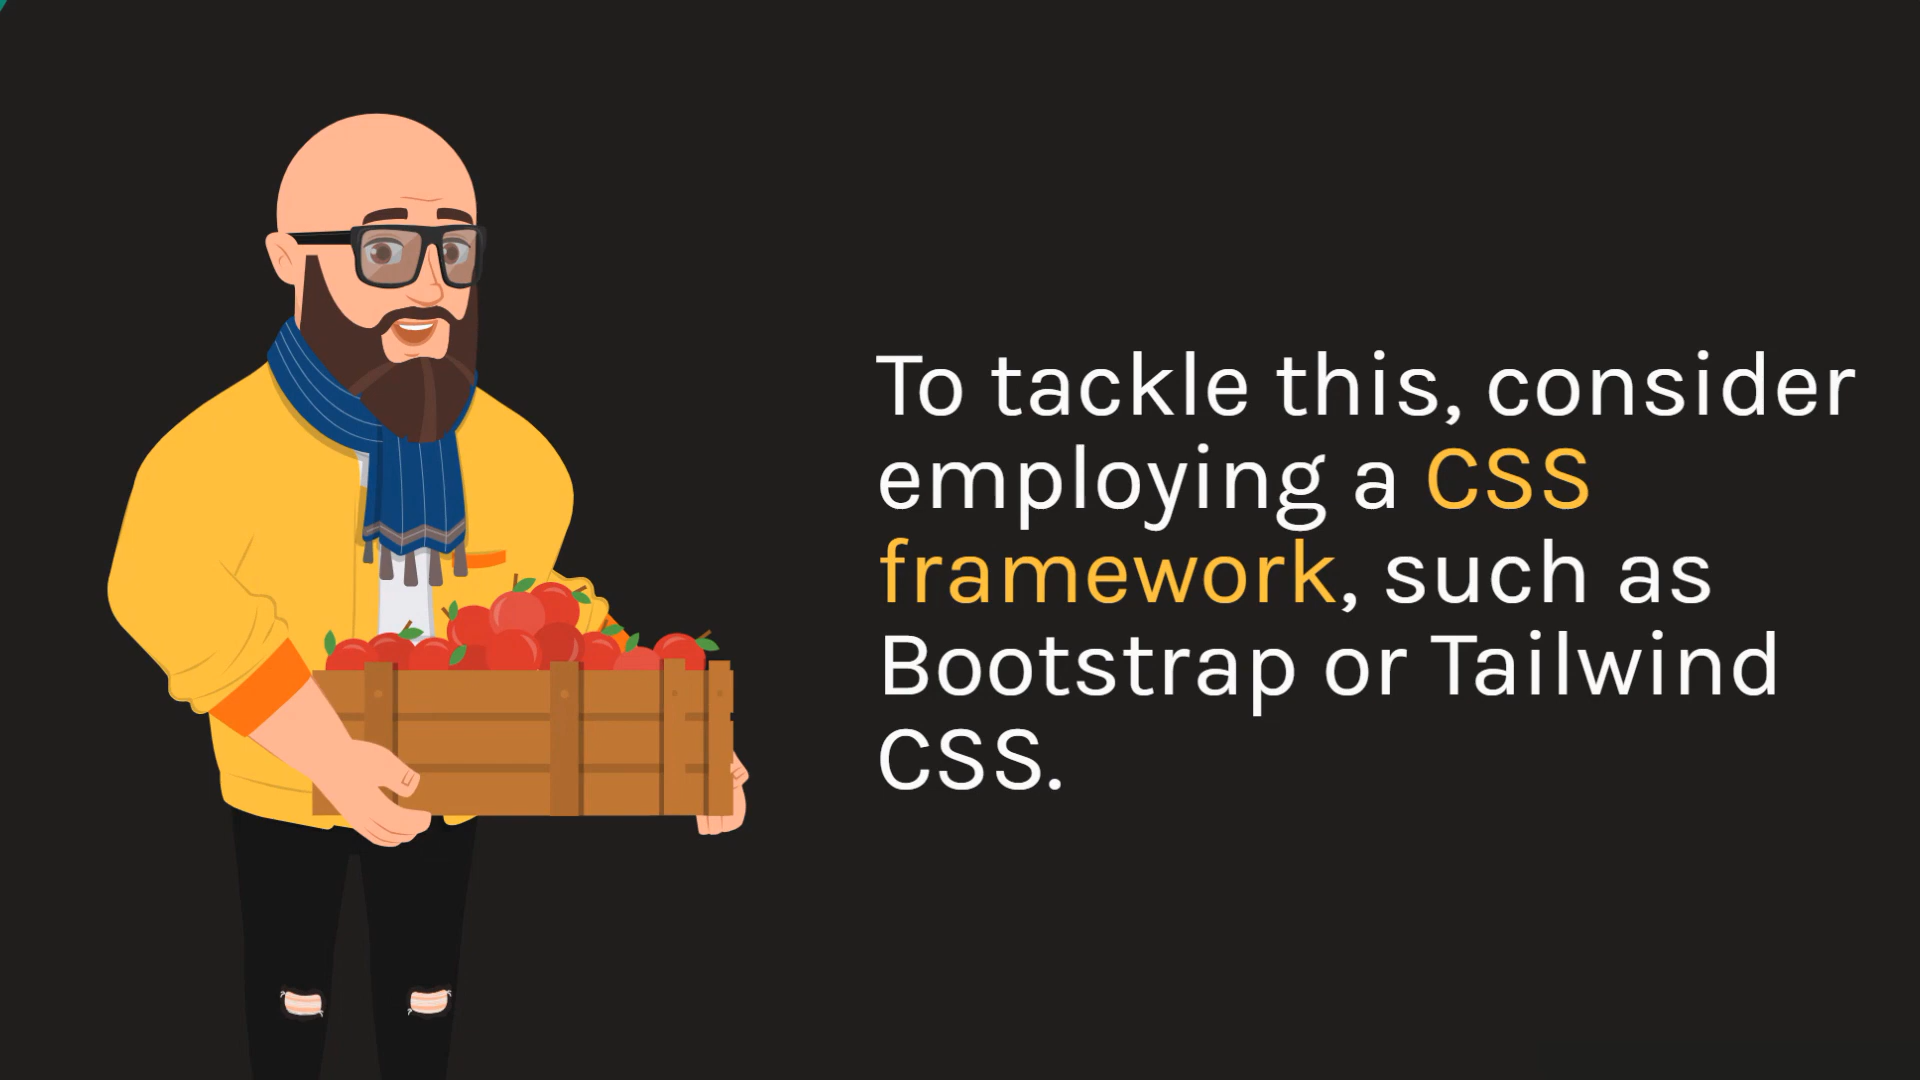 To tackle this, consider
employing a CSS
framework, such as
Bootstrap or Tailwind
CSS.